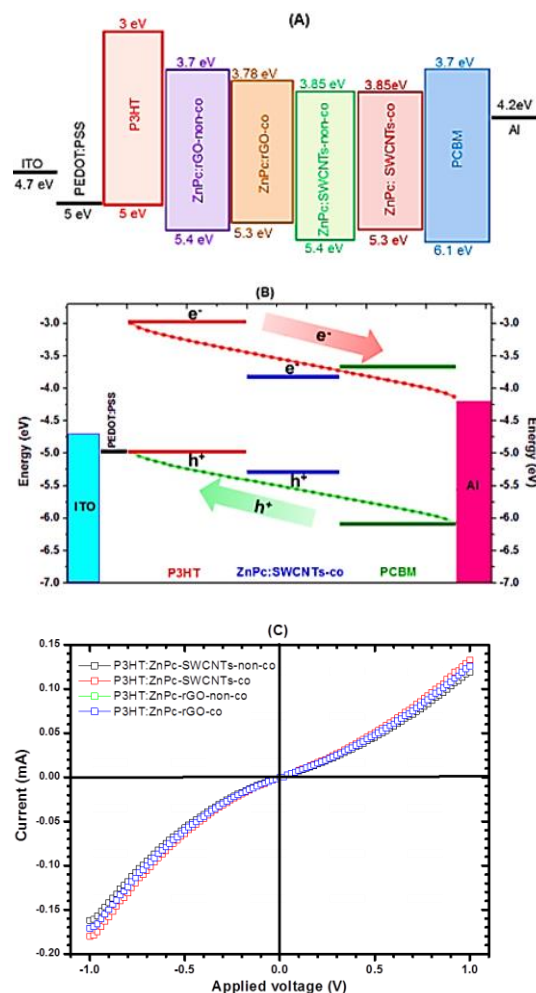 (A)
3 eV
3.7 eV
3.78 eV
3.85 eV
3.85eV
3.7 eV
4.2eV
Al
ITO
4.7 eV
PEDOT:PSS
5 eV
P3HT
5 eV
ZnPc:rGO-non-co
5.4 eV
ZnPc:rGO-co
5.3 eV
ZnPc:SWCNTs-non-co
5.4 eV
ZnPc: SWCNTs-co
5.3 eV
PCBM
6.1 eV
(B)
Energy (eV)
-3.0
-3.5
-4.0
-4.5
-5.0
-5.5
-6.0
-6.5
-7.0
e-
e-
e-
PEDOT:PSS
h+
h+
h+
ITO
Al
P3HT
ZnPc:SWCNTs-co
PCBM
-3.0
-3.5
-4.0
-4.5
-5.0
-5.5
-6.0
-6.5
-7.0
Energy (eV)
(C)
P3HT:ZnPc-SWCNTs-non-co
P3HT:ZnPc-SWCNTs-co
P3HT:ZnPc-rGO-non-co
P3HT:ZnPc-rGO-co
Current (mA)
0.15
0.10
0.05
0.00
-0.05
-0.10
-0.15
-0.20
-1.0
-0.5
0.0
0.5
1.0
Applied voltage (V)